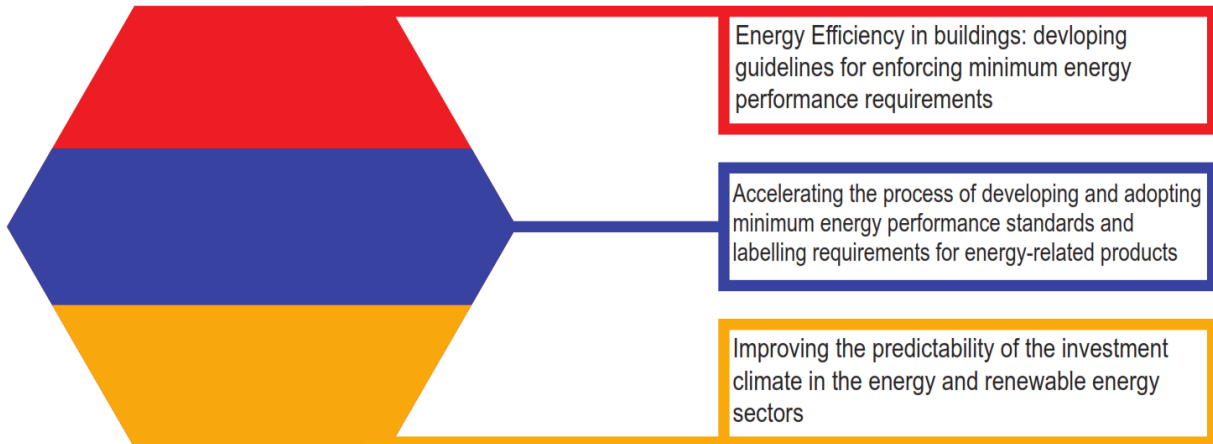 Energy Efficiency in buildings: devloping
guidelines for enforcing minimum energy
performance requirements
Accelerating the process of developing and adopting
minimum energy performance standards and
labelling requirements for energy-related products
Improving the predictability of the investment
climate in the energy and renewable energy
sectors